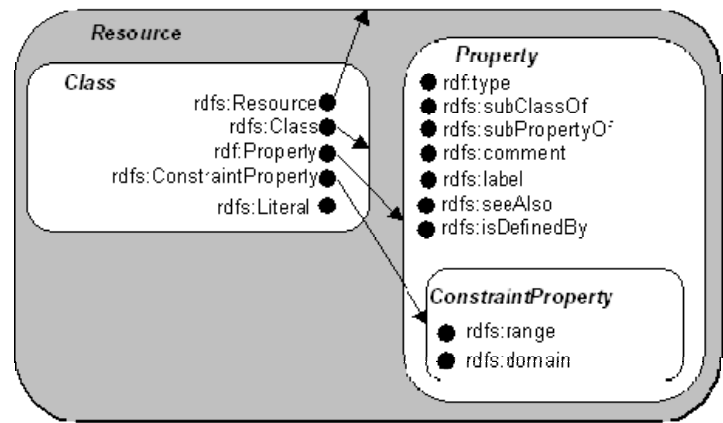 Resource
Class
rdfs:Resource
rdfs:Class
rdf:Property
rdfs:ConstraintProperty
rdfs:Literal
Property
rdf:type
rdfs:subClassOf
rdfs:subPropertyOf
rdfs:comment
rdfs:label
rdfs:seeAlso
rdfs:isDefinedBy
ConstraintProperty
rdfs:range
rdfs:domain